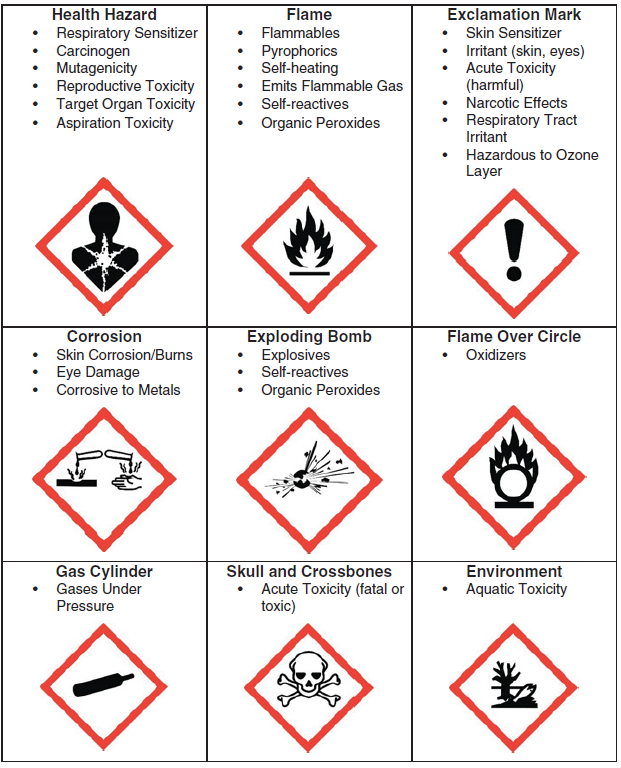 Health Hazard
• Respiratory Sensitizer
• Carcinogen
• Mutagenicity
• Reproductive Toxicity
• Target Organ Toxicity
• Aspiration Toxicity
Flame
• Flammables
• Pyrophorics
• Self-heating
• Emits Flammable Gas
• Self-reactives
• Organic Peroxides
Exclamation Mark
• Skin Sensitizer
• Irritant (skin, eyes)
• Acute Toxicity
(harmful)
• Narcotic Effects
• Respiratory Tract
Irritant
• Hazardous to Ozone
Layer
Corrosion
• Skin Corrosion/Burns
• Eye Damage
• Corrosive to Metals
Exploding Bomb
• Explosives
• Self-reactives
• Organic Peroxides
Flame Over Circle
• Oxidizers
Gas Cylinder
• Gases Under
Pressure
Skull and Crossbones
• Acute Toxicity (fatal or
toxic)
Environment
• Aquatic Toxicity